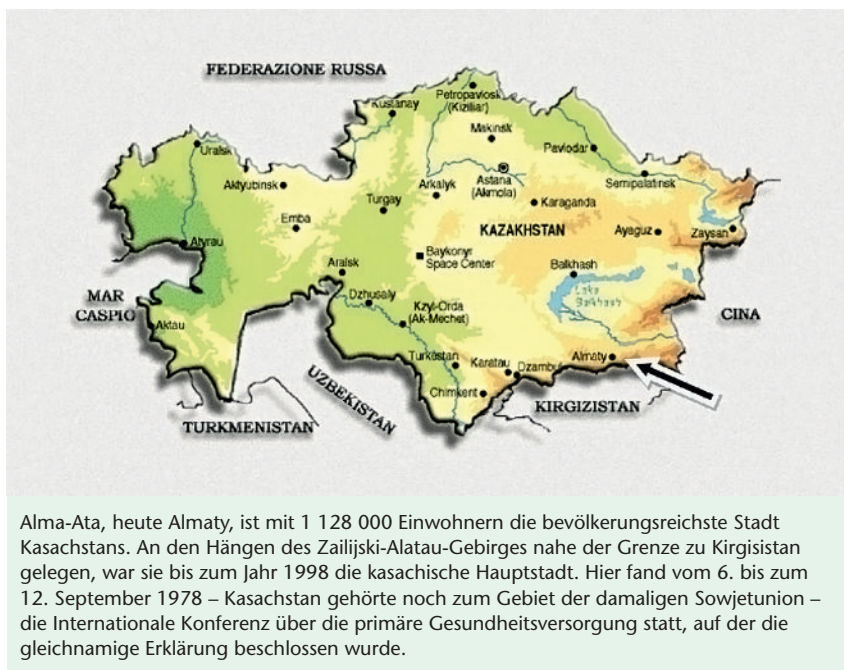 FEDERAZIONE RUSSA
Petropavlosk
(Kiziliar)
Kustanay
Makinsk
Uralsk
Pavlodar
Aktyubinsk
Arkalyk
Astana
(Akmola)
Semipalatinsk
Turgay
Karaganda
Emba
KAZAKHSTAN
Ayaguz
Zaysan
Atyrau
Baykonyr
Space Center
Aralsk
Balkhash
MAR
CASPIO
Dzhusaly
Lake
Balkhash
Kzyl-Orda
(Ak-Mechet)
CINA
Aktau
Turkestan
Karatau
Dzambul
Almaty
UZBEKISTAN
Chimkent
KIRGIZISTAN
TURKMENISTAN
Alma-Ata, heute Almaty, ist mit 1 128 000 Einwohnern die bevölkerungsreichste Stadt
Kasachstans. An den Hängen des Zailijski-Alatau-Gebirges nahe der Grenze zu Kirgisistan
gelegen, war sie bis zum Jahr 1998 die kasachische Hauptstadt. Hier fand vom 6. bis zum
12. September 1978 – Kasachstan gehörte noch zum Gebiet der damaligen Sowjetunion –
die Internationale Konferenz über die primäre Gesundheitsversorgung statt, auf der die
gleichnamige Erklärung beschlossen wurde.